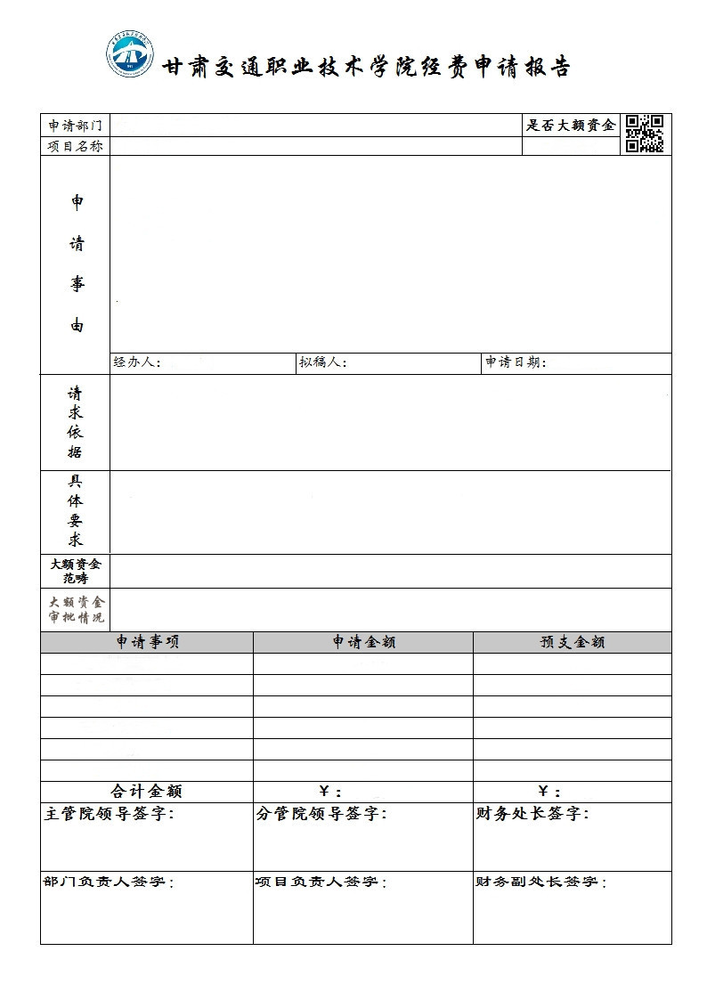 甘肃交通职业技术学院经费申请报告
申请部门
是否大额资金
项目名称
申
请
事
由
经办人：
拟稿人：
申请日期：
请
求
依
据
具
体
要
求
大额资金
范畴
大额资金
审批情况
申请事项
申请金额
预支金额
合计金额
￥：
￥：
主管院领导签字：
分管院领导签字：
财务处长签字：
部门负责人签字：
项目负责人签字：
财务副处长签字：